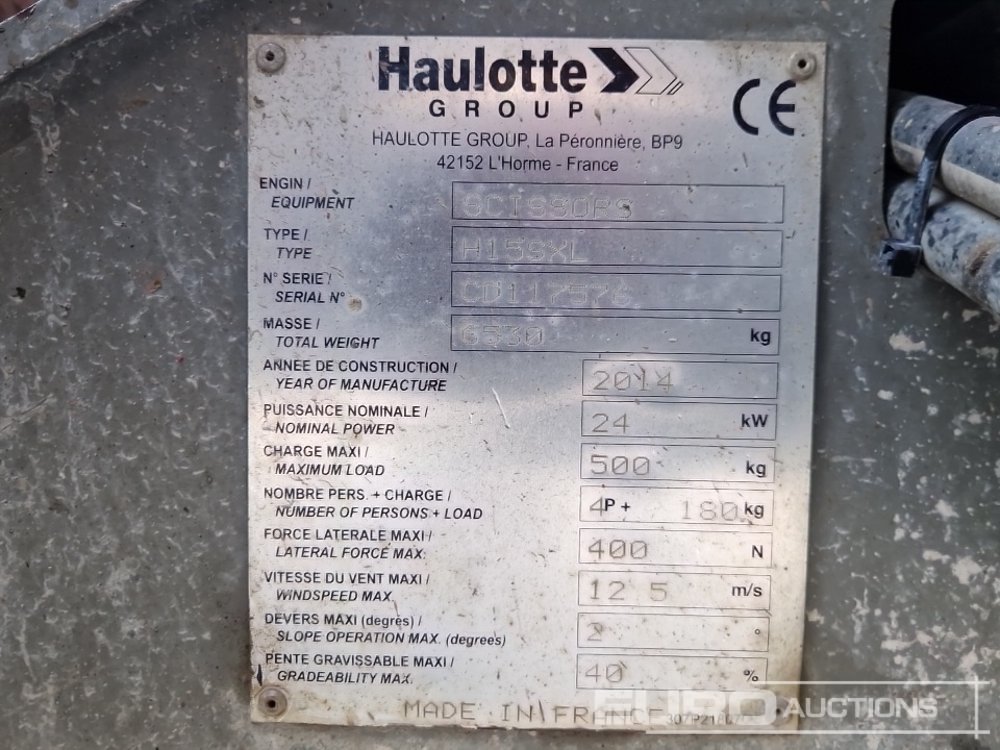 Haulotte
GROUP
CE
HAULOTTE GROUP, La Péronnière, BP9
42152 L'Horme - France
ENGIN /
EQUIPMENT SCISSORS
TYPE /
TYPE H15SXL
N° SERIE /
SERIAL N° CD117576
MASSE /
TOTAL WEIGHT 6530 kg
ANNEE DE CONSTRUCTION /
YEAR OF MANUFACTURE 2014
PUISSANCE NOMINALE /
NOMINAL POWER 24 kW
CHARGE MAXI /
MAXIMUM LOAD 500 kg
NOMBRE PERS. + CHARGE /
NUMBER OF PERSONS + LOAD 4P + 180 kg
FORCE LATERALE MAXI /
LATERAL FORCE MAX. 400 N
VITESSE DU VENT MAXI /
WINDSPEED MAX. 12 5 m/s
DEVERS MAXI (degrés) /
SLOPE OPERATION MAX. (degrees) 2 °
PENTE GRAVISSABLE MAXI /
GRADEABILITY MAX. 40 %
MADE IN FRANCE
EURO AUCTIONS